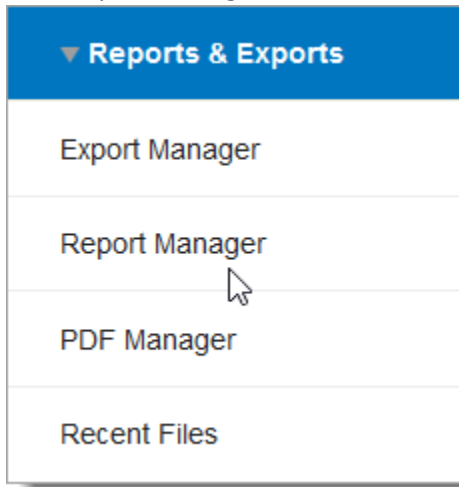 Reports & Exports
Export Manager
Report Manager
PDF Manager
Recent Files